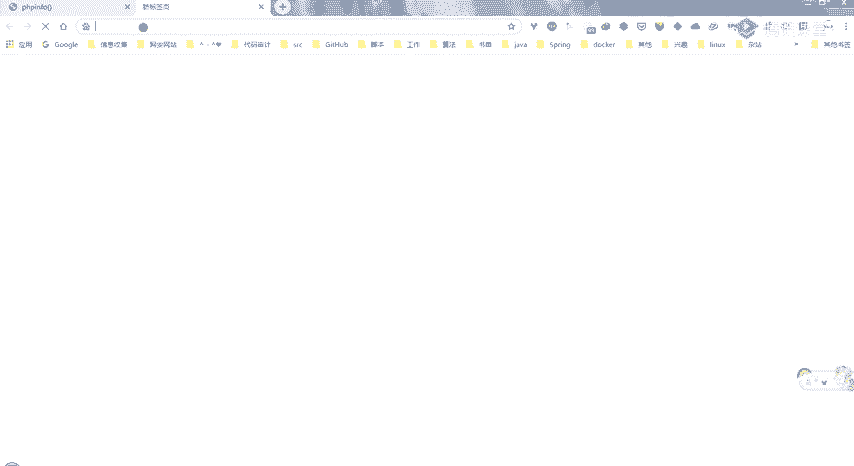 phpinfo() 新标签页
应用 Google 信息收集 网安网站 ^-^❤ 代码审计 src GitHub 脚手 工作 算法 书鱼 java Spring docker 其他 兴趣 linux 杂站 » 其他书签